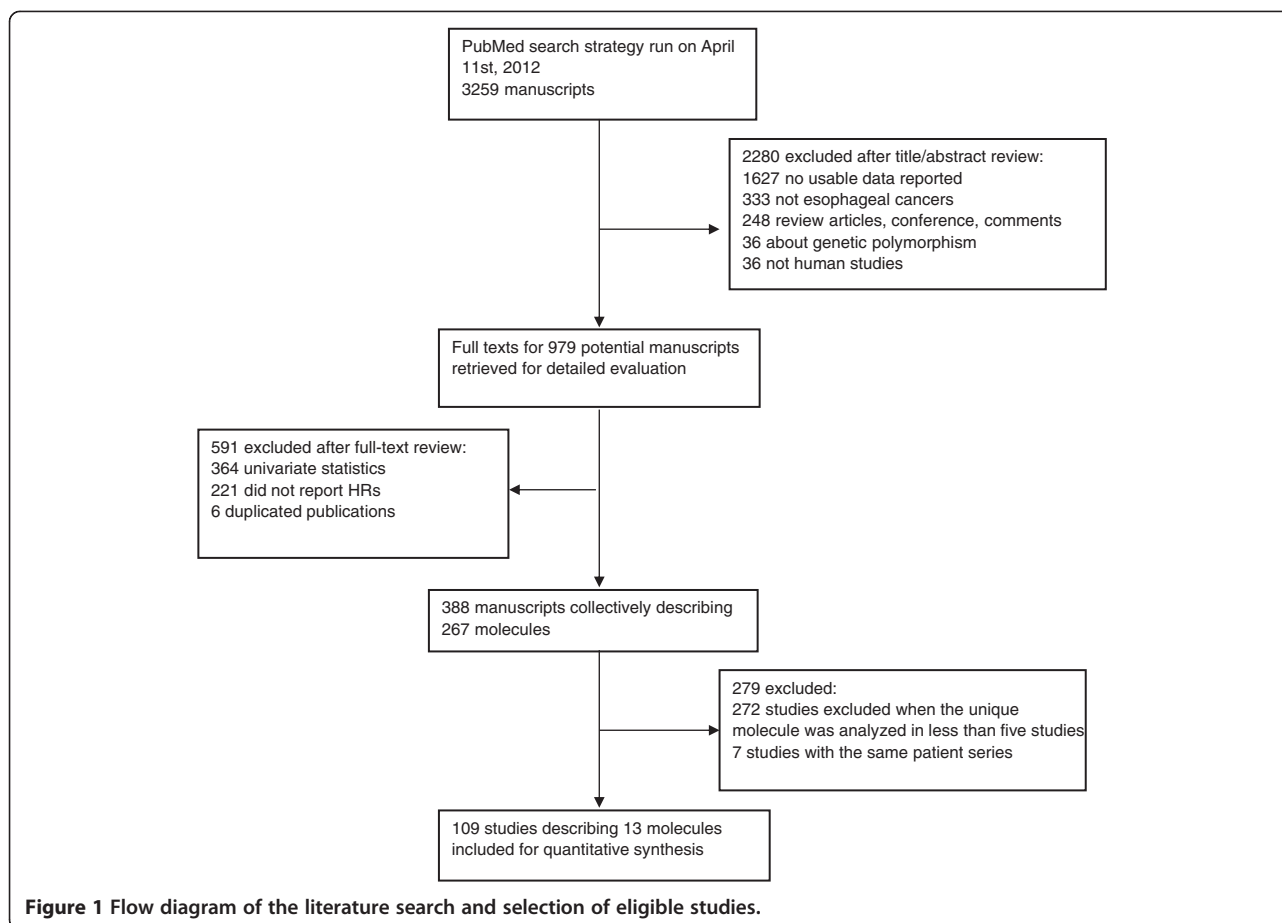 PubMed search strategy run on April
11st, 2012
3259 manuscripts
2280 excluded after title/abstract review:
1627 no usable data reported
333 not esophageal cancers
248 review articles, conference, comments
36 about genetic polymorphism
36 not human studies
Full texts for 979 potential manuscripts
retrieved for detailed evaluation
591 excluded after full-text review:
364 univariate statistics
221 did not report HRs
6 duplicated publications
388 manuscripts collectively describing
267 molecules
279 excluded:
272 studies excluded when the unique
molecule was analyzed in less than five studies
7 studies with the same patient series
109 studies describing 13 molecules
included for quantitative synthesis
Figure 1 Flow diagram of the literature search and selection of eligible studies.